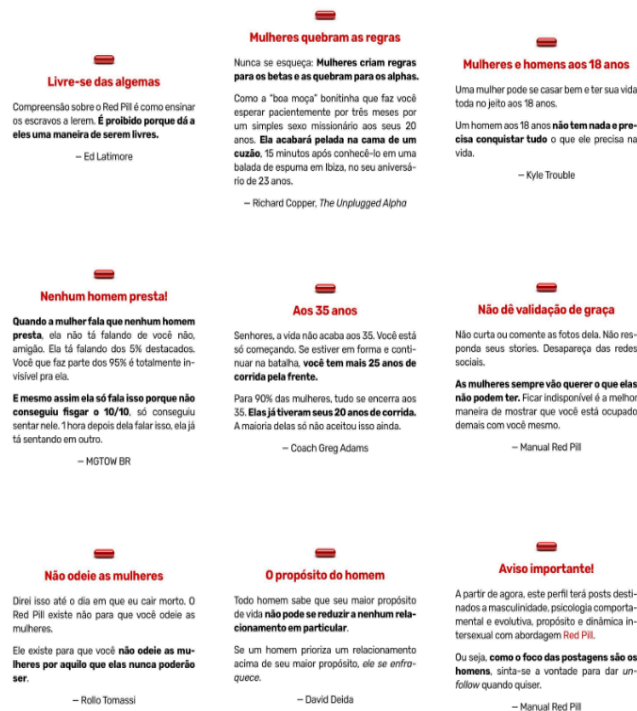 Livre-se das algemas
Compreensão sobre o Red Pill é como ensinar
os escravos a lerem. É proibido porque dá a
eles uma maneira de serem livres.
— Ed Latimore
Mulheres quebram as regras
Nunca se esqueça: Mulheres criam regras
para os betas e as quebram para os alphas.
Como a "boa moça" bonitinha que faz você
esperar pacientemente por três meses por
um simples sexo missionário aos seus 20
anos. Ela acabará pelada na cama de um
cuzão, 15 minutos após conhecê-lo em uma
balada de espuma em Ibiza, no seu aniversá-
rio de 23 anos.
— Richard Copper, The Unplugged Alpha
Mulheres e homens aos 18 anos
Uma mulher pode se casar bem e ter sua vida
toda no jeito aos 18 anos.
Um homem aos 18 anos não tem nada e pre-
cisa conquistar tudo o que ele precisa na
vida.
— Kyle Trouble
Nenhum homem presta!
Quando a mulher fala que nenhum homem
presta, ela não tá falando de você não,
amigão. Ela tá falando dos 5% destacados.
Você que faz parte dos 95% é totalmente in-
visível pra ela.
E mesmo assim ela só fala isso porque não
conseguiu fisgar o 10/10, só conseguiu
sentar nele. 1 hora depois dela falar isso, ela já
tá sentando em outro.
— MGTOW BR
Aos 35 anos
Senhores, a vida não acaba aos 35. Você está
só começando. Se estiver em forma e conti-
nuar na batalha, você tem mais 25 anos de
corrida pela frente.
Para 90% das mulheres, tudo se encerra aos
35. Elas já tiveram seus 20 anos de corrida.
A maioria delas só não aceitou isso ainda.
— Coach Greg Adams
Não dê validação de graça
Não curta ou comente as fotos dela. Não res-
ponda seus stories. Desapareça das redes
sociais.
As mulheres sempre vão querer o que elas
não podem ter. Ficar indisponível é a melhor
maneira de mostrar que você está ocupado
demais com você mesmo.
— Manual Red Pill
Não odeie as mulheres
Direi isso até o dia em que eu cair morto. O
Red Pill existe não para que você odeie as
mulheres.
Ele existe para que você não odeie as mu-
lheres por aquilo que elas nunca poderão
ser.
— Rollo Tomassi
O propósito do homem
Todo homem sabe que seu maior propósito
de vida não pode se reduzir a nenhum rela-
cionamento em particular.
Se um homem prioriza um relacionamento
acima de seu maior propósito, ele se enfra-
quece.
— David Deida
Aviso importante!
A partir de agora, este perfil terá posts desti-
nados a masculinidade, psicologia comporta-
mental e evolutiva, propósito e dinâmica in-
tersexual com abordagem Red Pill.
Ou seja, como o foco das postagens são os
homens, sinta-se a vontade para dar un-
follow quando quiser.
— Manual Red Pill